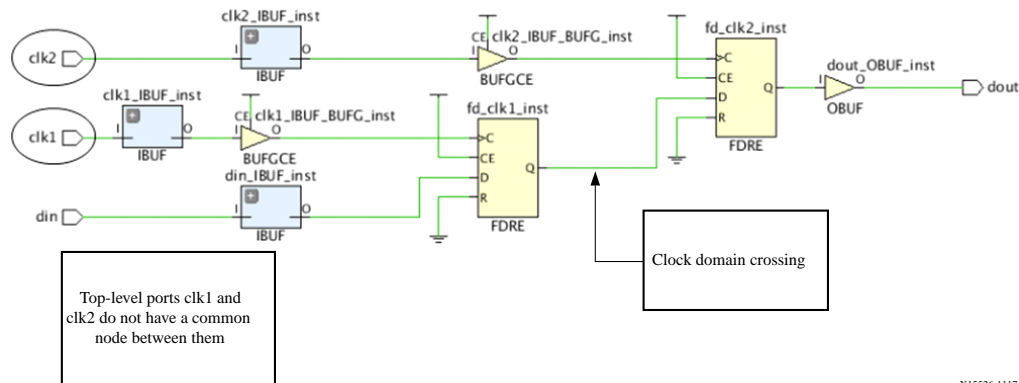 clk2_IBUF_inst
fd_clk2_inst
clk2
I
O
IBUF
CE
clk2_IBUF_BUFG_inst
I
O
BUFGCE
C
CE
D
R
Q
FDRE
dout_OBUF_inst
I
O
OBUF
dout
clk1_IBUF_inst
clk1
I
O
IBUF
CE
clk1_IBUF_BUFG_inst
I
O
BUFGCE
fd_clk1_inst
C
CE
D
R
Q
FDRE
din_IBUF_inst
din
I
O
IBUF
Clock domain crossing
Top-level ports clk1 and
clk2 do not have a common
node between them